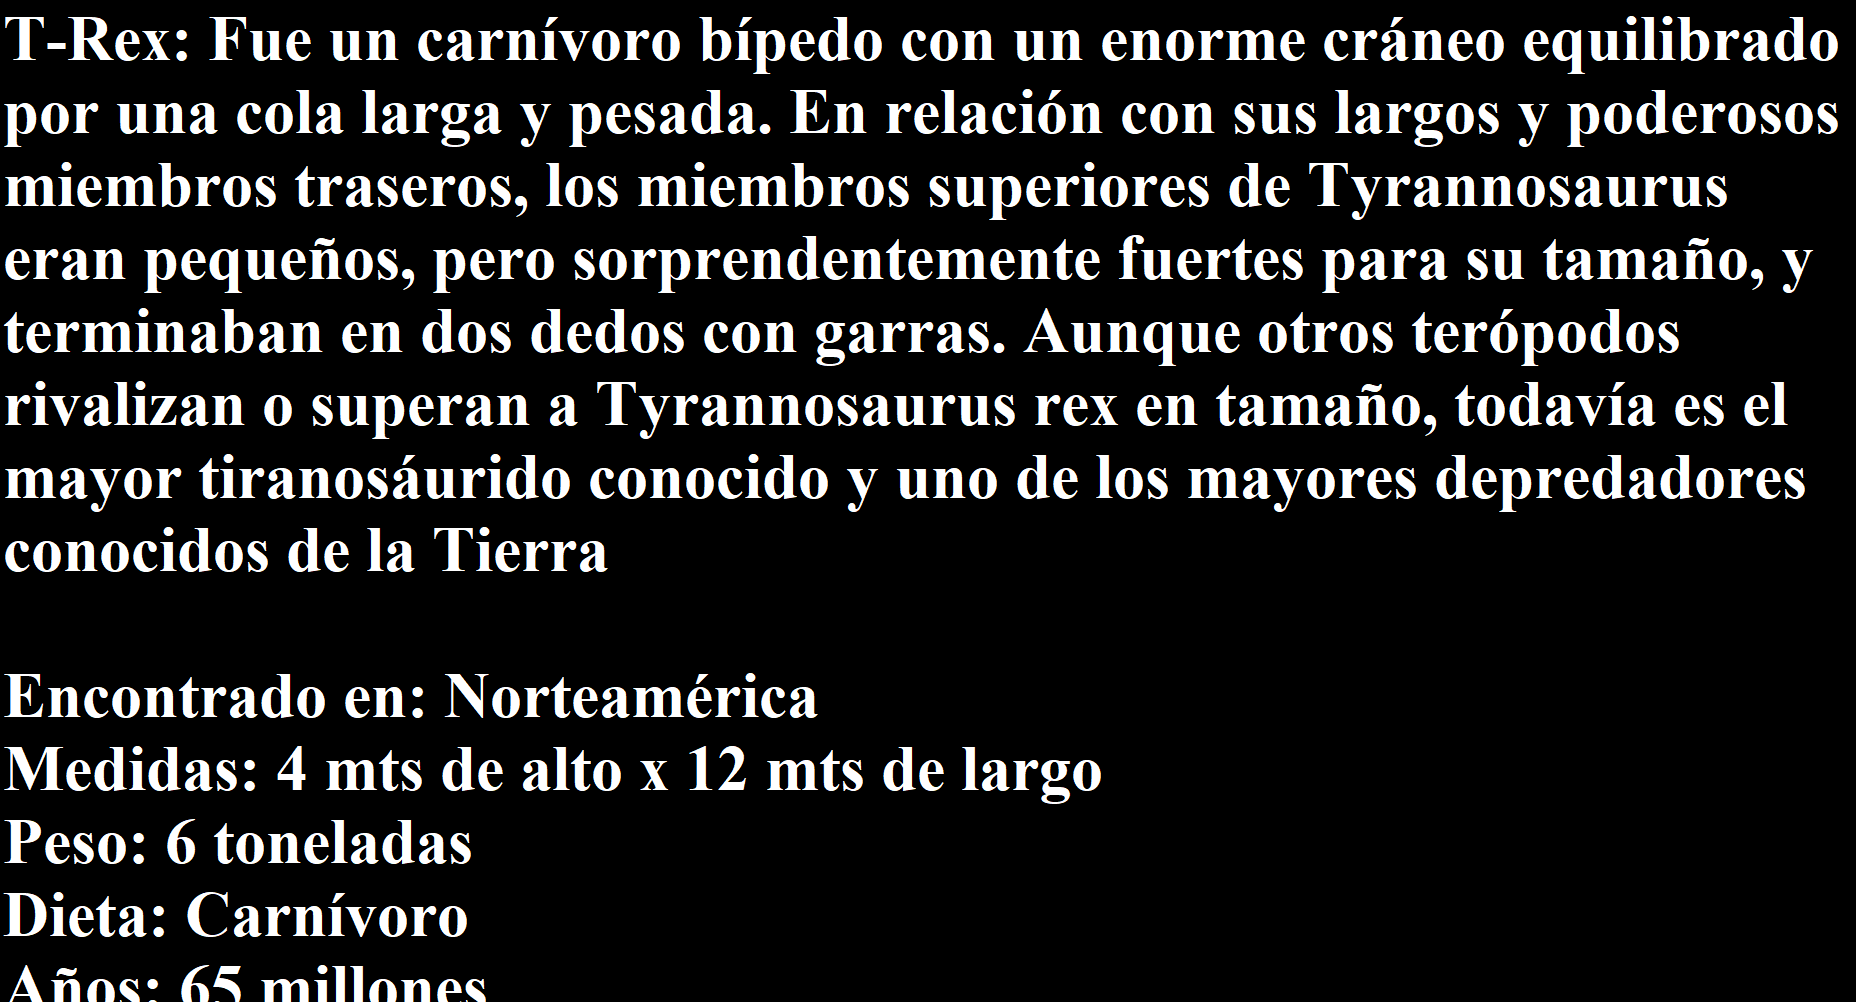 T-Rex: Fue un carnívoro bípedo con un enorme cráneo equilibrado
por una cola larga y pesada. En relación con sus largos y poderosos
miembros traseros, los miembros superiores de Tyrannosaurus
eran pequeños, pero sorprendentemente fuertes para su tamaño, y
terminaban en dos dedos con garras. Aunque otros terópodos
rivalizan o superan a Tyrannosaurus rex en tamaño, todavía es el
mayor tiranosáurido conocido y uno de los mayores depredadores
conocidos de la Tierra
Encontrado en: Norteamérica
Medidas: 4 mts de alto x 12 mts de largo
Peso: 6 toneladas
Dieta: Carnívoro
Años: 65 millones